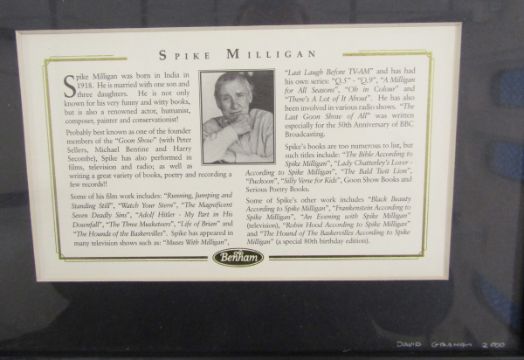 SPIKE MILLIGAN
Spike Milligan was born in India in
1918. He is married with one son and
three daughters. He is not only
known for his very funny and witty books,
but is also a renowned actor, humanist,
composer, painter and conservationist!
Probably best known as one of the founder
members of the "Goon Show" (with Peter
Sellers, Michael Bentine and Harry
Secombe), Spike has also performed in
films, television and radio; as well as
writing a great variety of books, poetry and recording a
few records!!
Some of his film work includes: "Running, Jumping and
Standing Still", "Watch Your Stern", "The Magnificent
Seven Deadly Sins", "Adolf Hitler - My Part in His
Downfall", "The Three Musketeers", "Life of Brian" and
"The Hounds of the Baskervilles". Spike has appeared in
many television shows such as: "Muses With Milligan",
"Last Laugh Before TV-AM" and has had
his own series: "Q.5" - "Q.9", "A Milligan
for All Seasons", "Oh in Colour" and
"There's A Lot of It About". He has also
been involved in various radio shows. "The
Last Goon Show of All" was written
especially for the 50th Anniversary of BBC
Broadcasting.
Spike's books are too numerous to list, but
such titles include: "The Bible According to
Spike Milligan", "Lady Chatterley's Lover -
According to Spike Milligan", "The Bald Twit Lion",
"Puckoon", "Silly Verse for Kids", Goon Show Books and
Serious Poetry Books.
Some of Spike's other work includes "Black Beauty
According to Spike Milligan", "Frankenstein According to
Spike Milligan", "An Evening with Spike Milligan"
(television), "Robin Hood According to Spike Milligan"
and "The Hound of The Baskervilles According to Spike
Milligan" (a special 80th birthday edition).
Benham
DAVID GRAHAM 2000